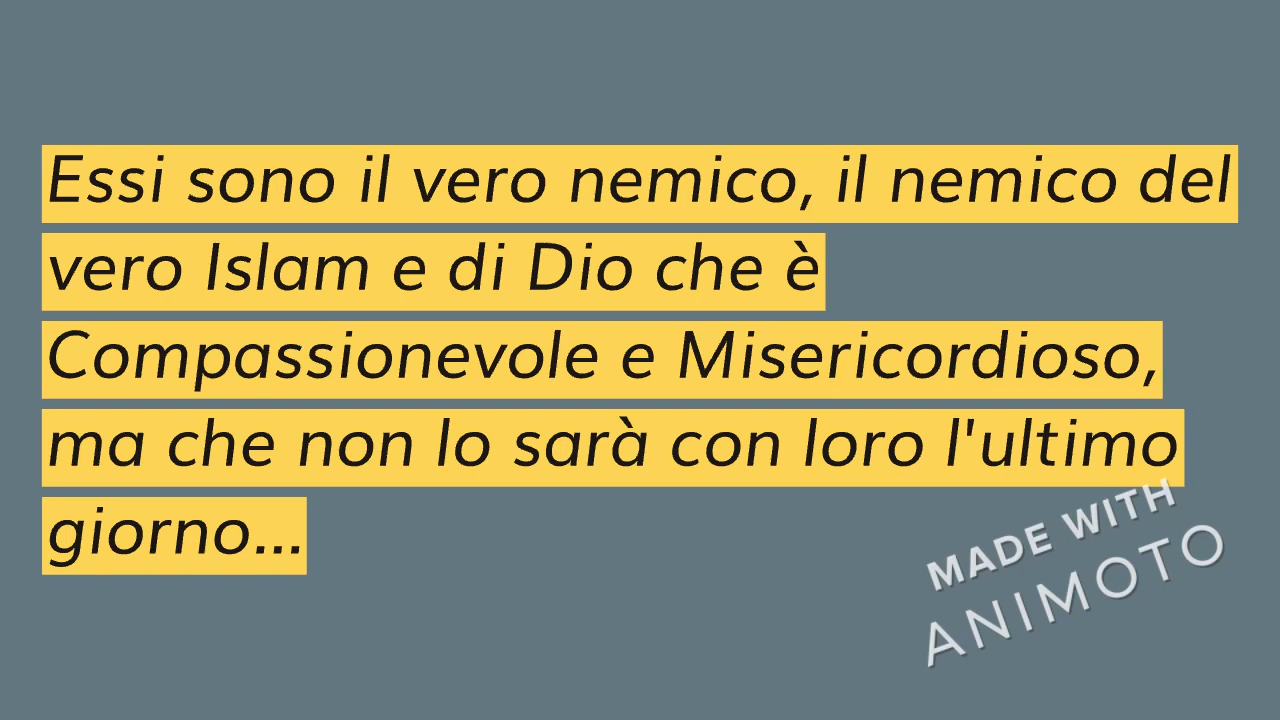 Essi sono il vero nemico, il nemico del
vero Islam e di Dio che è
Compassionevole e Misericordioso,
ma che non lo sarà con loro l'ultimo
giorno...
MADE WITH
ANIMOTO